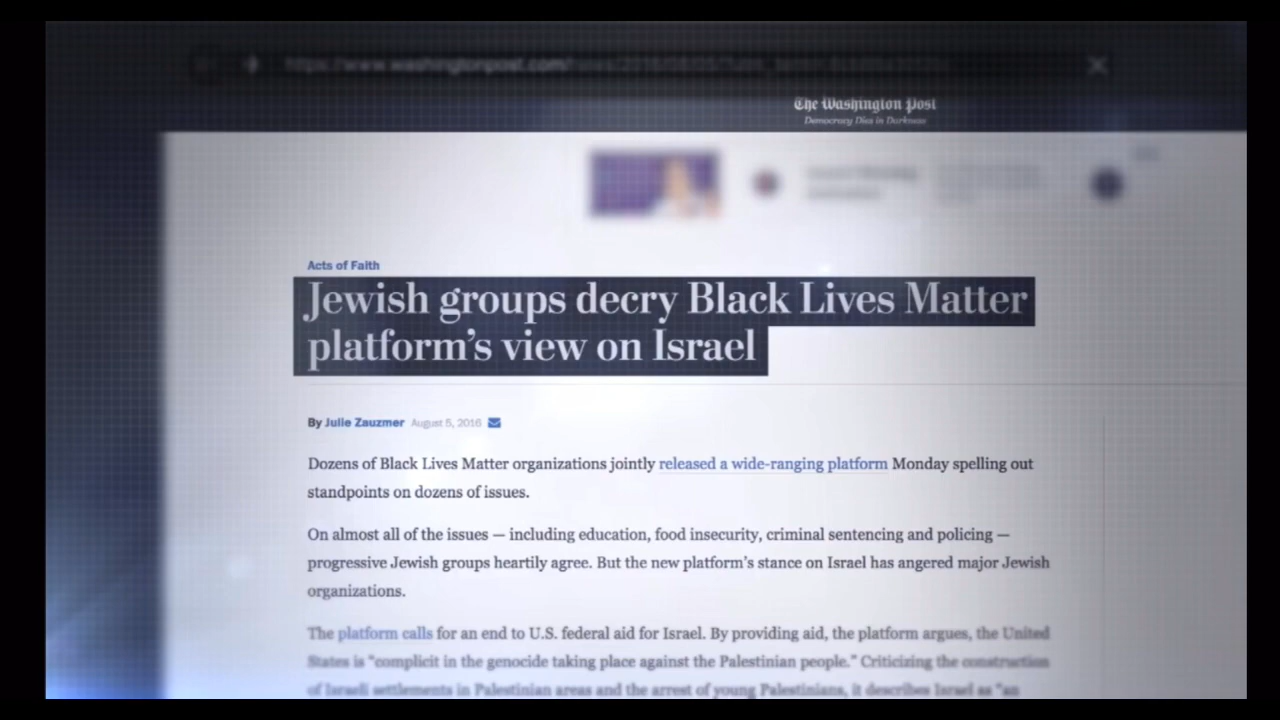 https://www.washingtonpost.com
The Washington Post
Democracy Dies in Darkness
Acts of Faith
Jewish groups decry Black Lives Matter
platform's view on Israel
By Julie Zauzmer August 5, 2016
Dozens of Black Lives Matter organizations jointly released a wide-ranging platform Monday spelling out
standpoints on dozens of issues.
On almost all of the issues — including education, food insecurity, criminal sentencing and policing —
progressive Jewish groups heartily agree. But the new platform's stance on Israel has angered major Jewish
organizations.
The platform calls for an end to U.S. federal aid for Israel. By providing aid, the platform argues, the United
States is "complicit in the genocide taking place against the Palestinian people." Criticizing the construction
of Israeli settlements in Palestinian areas and the arrest of young Palestinians, it describes Israel as "an